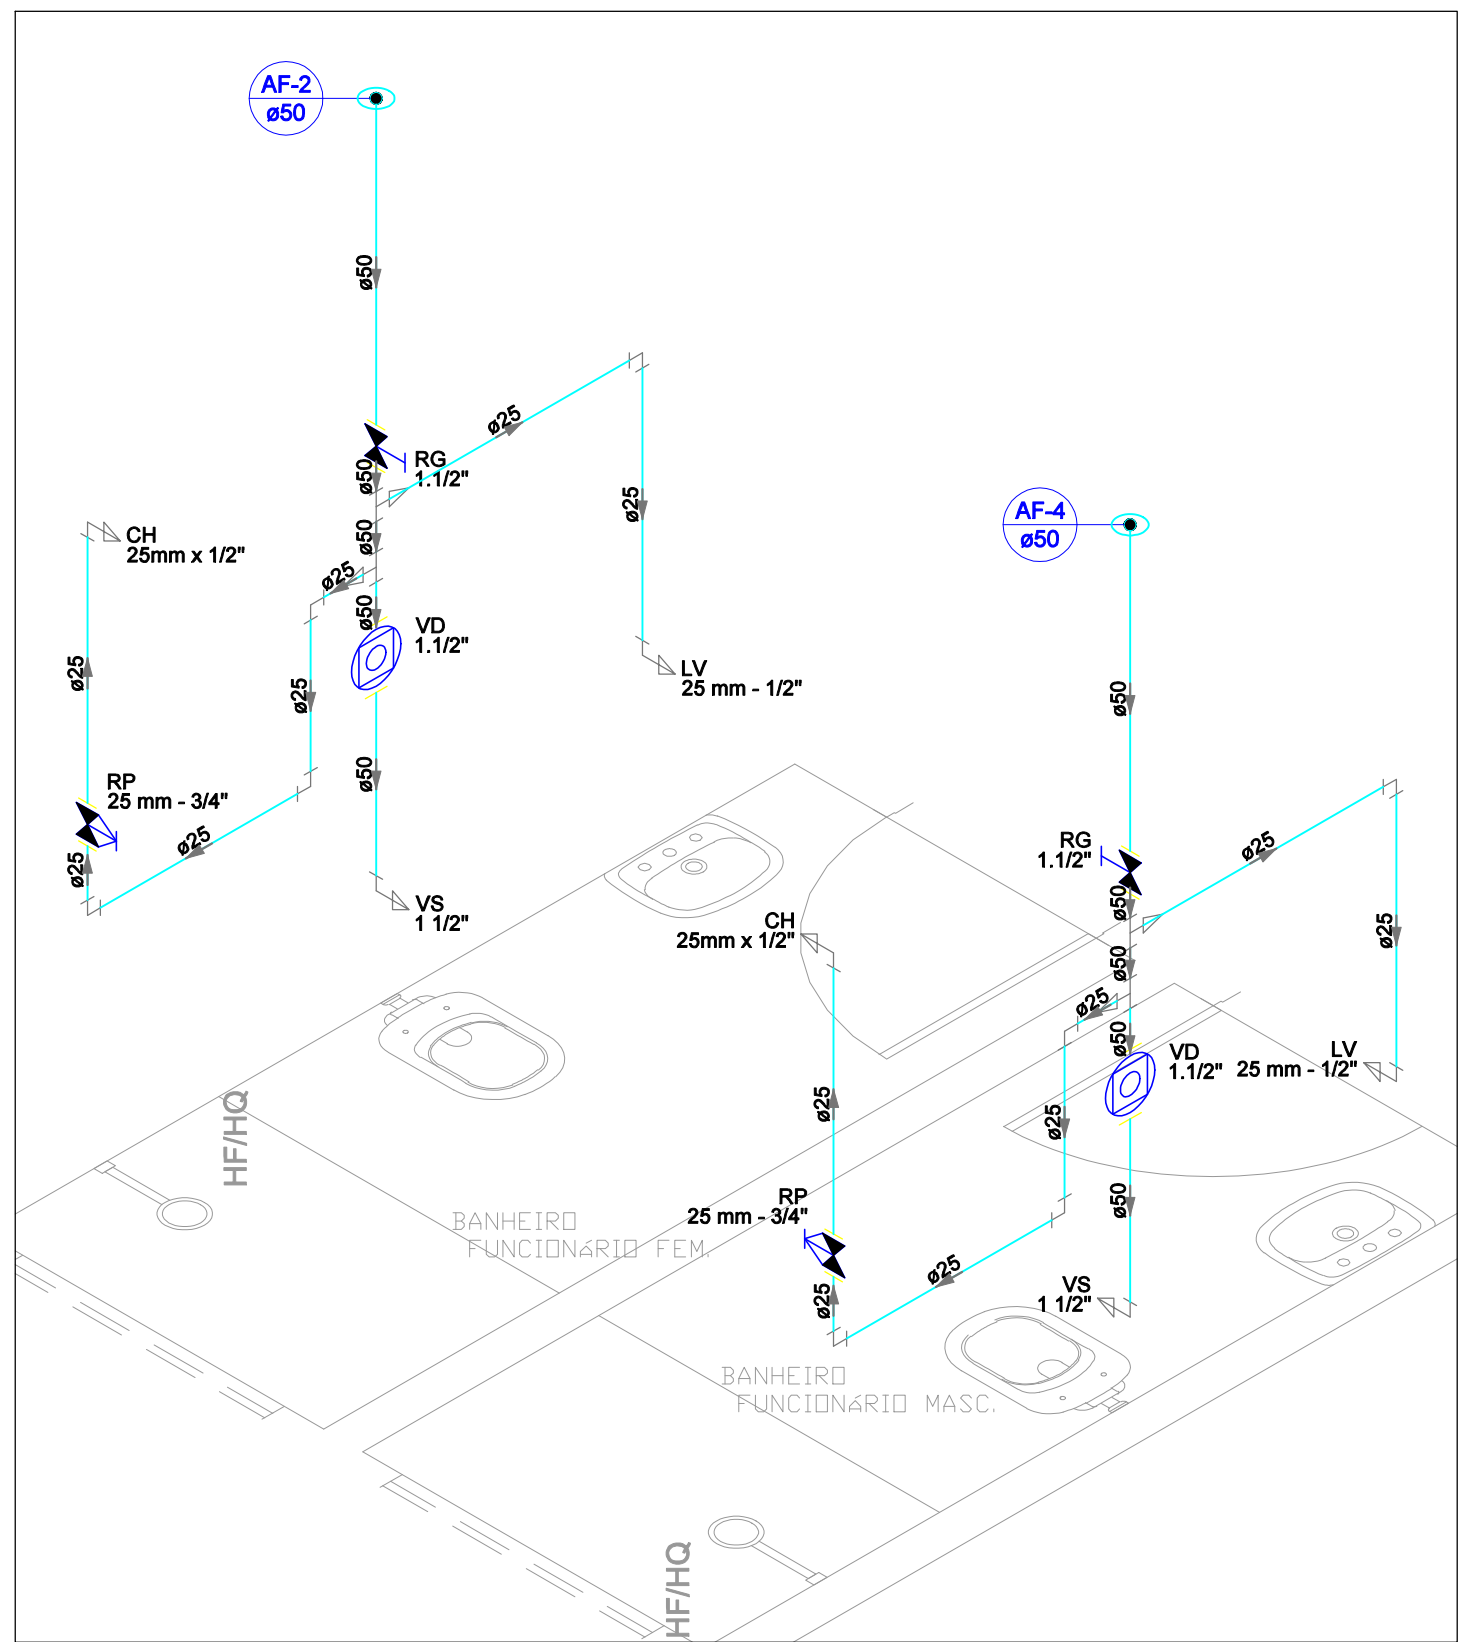 AF-2
ø50
ø50
ø25
RG
1.1/2"
ø50
ø25
CH
25mm x 1/2"
ø50
ø25
ø50
VD
1.1/2"
LV
25 mm - 1/2"
ø25
ø25
ø50
RP
25 mm - 3/4"
ø25
ø25
VS
1 1/2"
AF-4
ø50
ø50
RG
1.1/2"
ø25
ø50
CH
25mm x 1/2"
ø25
ø50
ø25
ø50
VD
1.1/2"
LV
25 mm - 1/2"
ø25
ø25
ø50
RP
25 mm - 3/4"
ø25
ø25
VS
1 1/2"
HF/HQ
BANHEIRO
FUNCIONáRIO FEM.
BANHEIRO
FUNCIONáRIO MASC.
HF/HQ